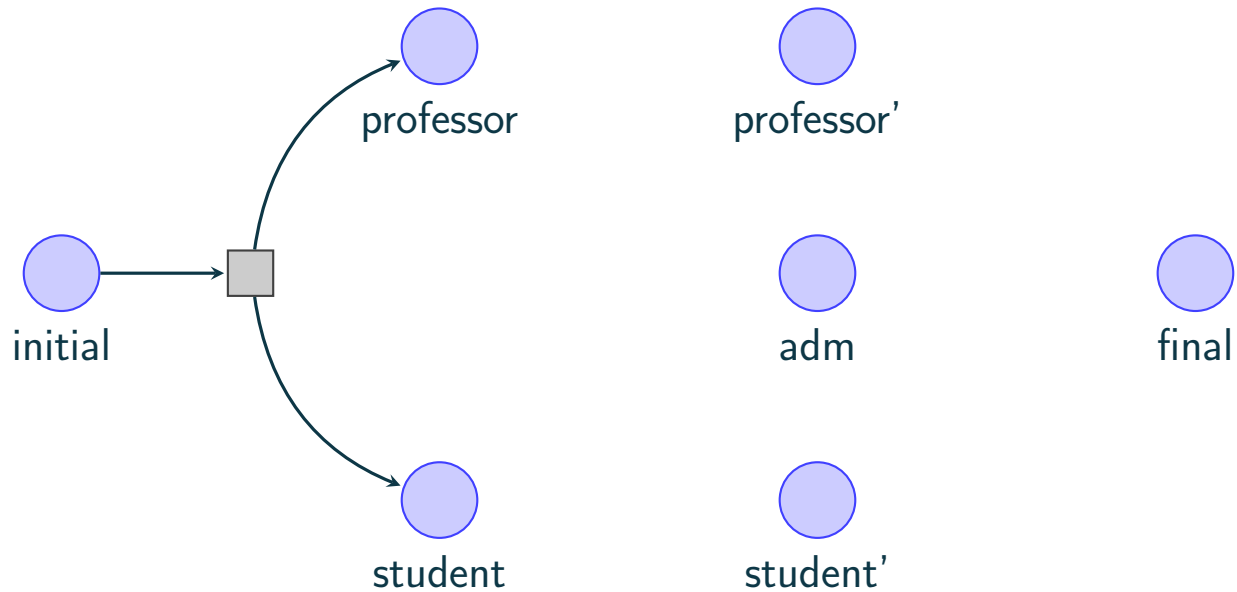 professor
professor'
initial
adm
final
student
student'